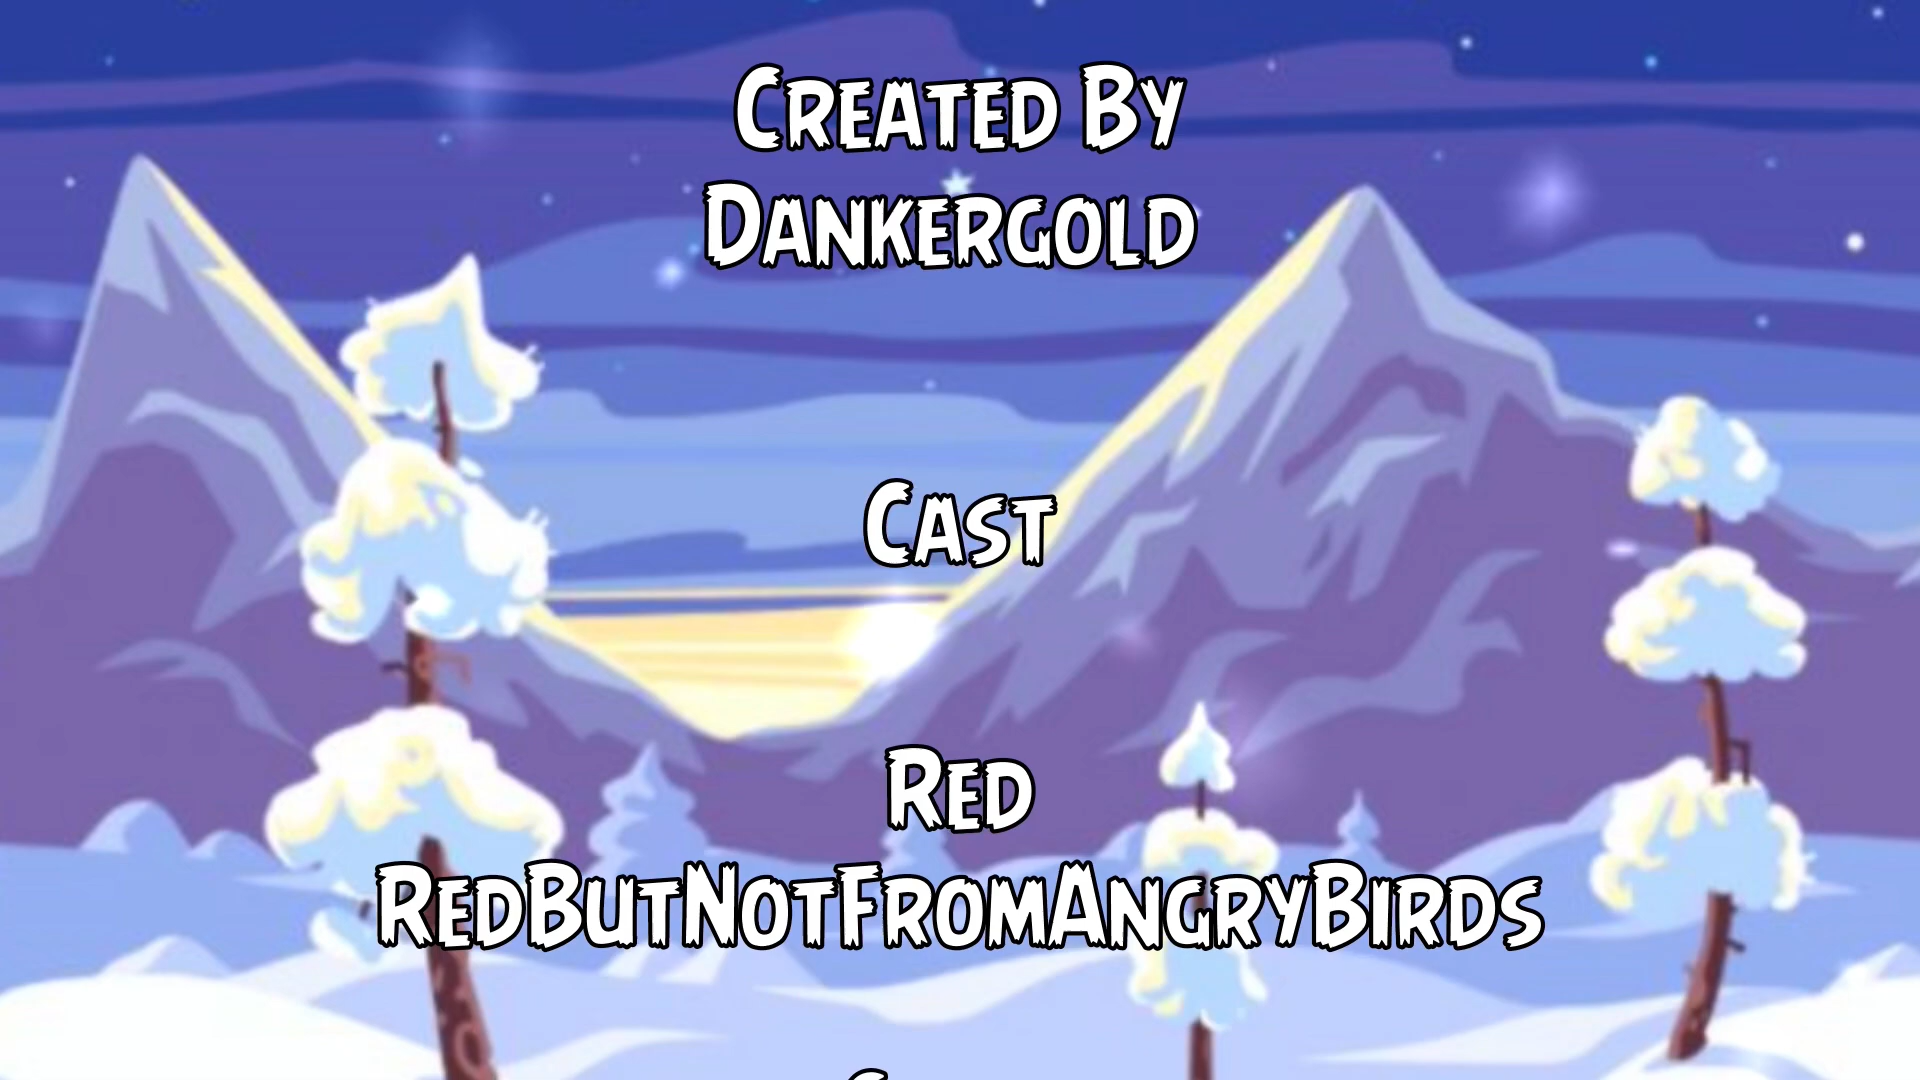 Created By
Dankergold
Cast
Red
RedButNotFromAngryBirds